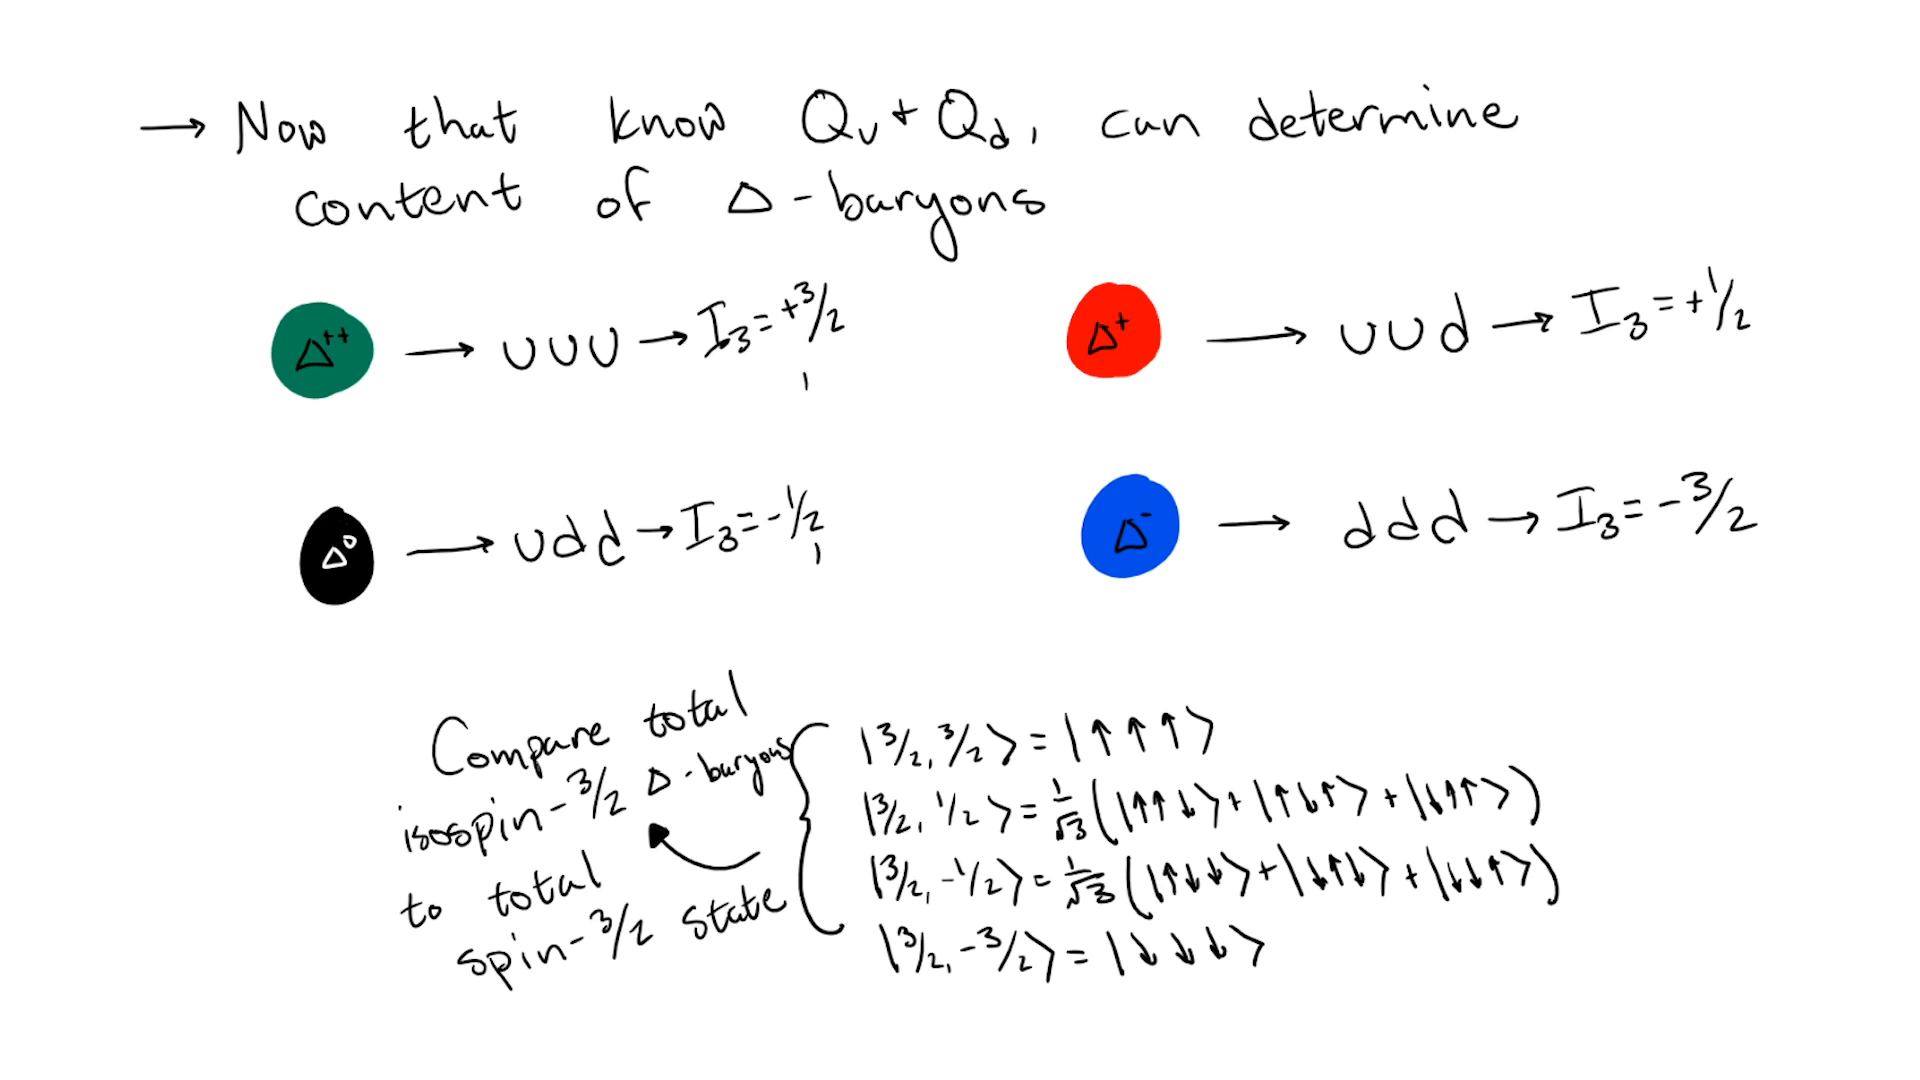 → Now that know Qu + Qd, can determine
content of Δ-baryons
Δ⁺⁺ → uuu → I₃ = +3/2
Δ⁺ → uud → I₃ = +1/2
Δ⁰ → udd → I₃ = -1/2
Δ⁻ → ddd → I₃ = -3/2
Compare total
isospin-3/2 Δ-baryons
to total
spin-3/2 state
|3/2, 3/2⟩ = |↑↑↑⟩
|3/2, 1/2⟩ = 1/√3 (|↑↑↓⟩ + |↑↓↑⟩ + |↓↑↑⟩)
|3/2, -1/2⟩ = 1/√3 (|↑↓↓⟩ + |↓↑↓⟩ + |↓↓↑⟩)
|3/2, -3/2⟩ = |↓↓↓⟩